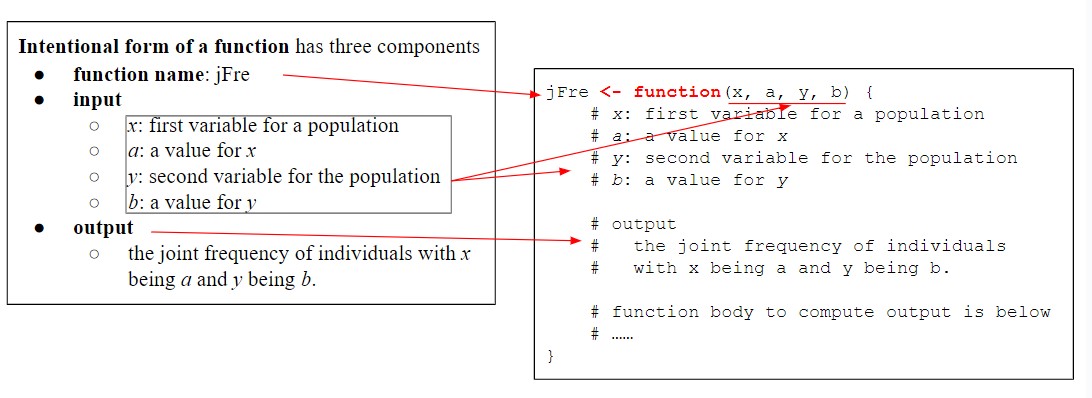 Intentional form of a function has three components
● function name: jFre
● input
○ x: first variable for a population
○ a: a value for x
○ y: second variable for the population
○ b: a value for y
● output
○ the joint frequency of individuals with x
being a and y being b.
jFre <- function(x, a, y, b) {
# x: first variable for a population
# a: a value for x
# y: second variable for the population
# b: a value for y
# output
#   the joint frequency of individuals
#   with x being a and y being b.
# function body to compute output is below
# ......
}